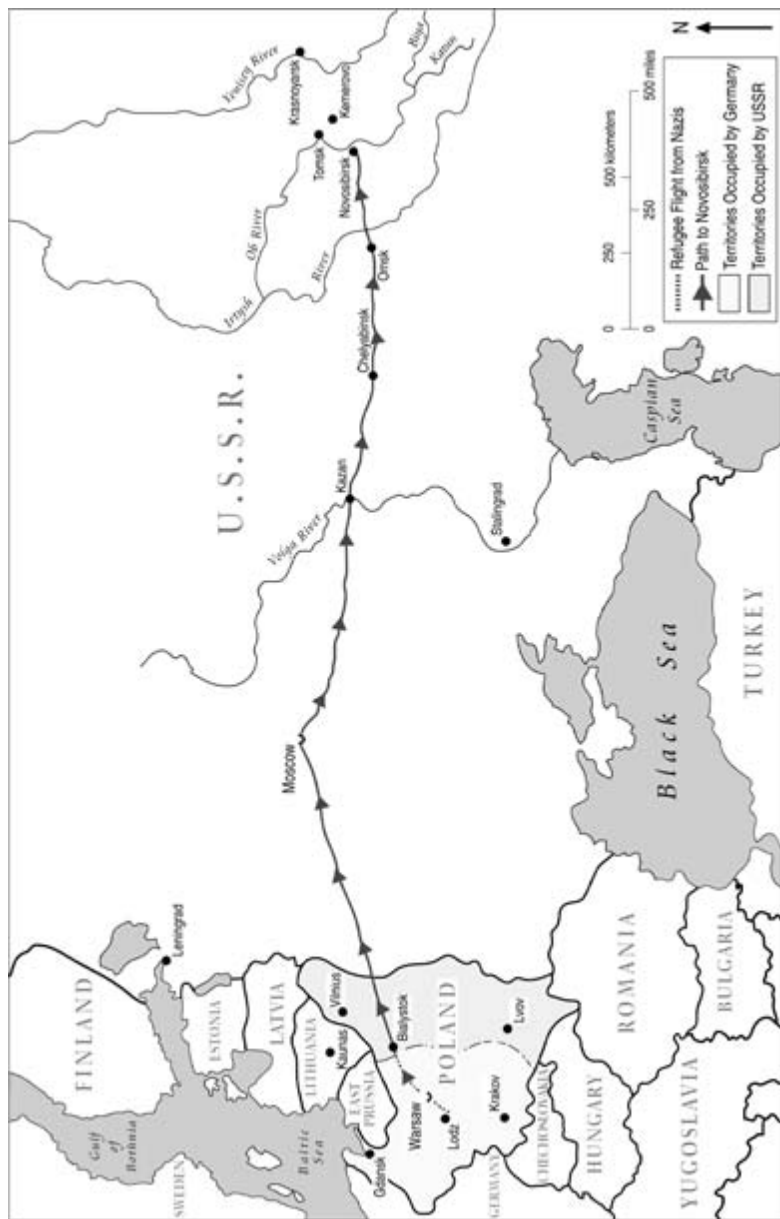 FINLAND
Gulf
of
Bothnia
SWEDEN
Baltic
Sea
ESTONIA
LATVIA
LITHUANIA
EAST
PRUSSIA
Leningrad
Vilnius
Kaunas
Gdansk
Bialystok
Warsaw
Lodz
POLAND
Lvov
Krakov
GERMANY
CHECHOSLOVAKIA
HUNGARY
ROMANIA
YUGOSLAVIA
BULGARIA
Moscow
Volga River
Kazan
U.S.S.R.
Stalingrad
Black Sea
TURKEY
Caspian
Sea
Chelyabinsk
Omsk
Irtysh
River
Ob River
Novosibirsk
Tomsk
Kemerovo
Krasnoyarsk
Yenisey River
Biya
Katun
N
0 250 500 kilometers
0 250 500 miles
Refugee Flight from Nazis
Path to Novosibirsk
Territories Occupied by Germany
Territories Occupied by USSR